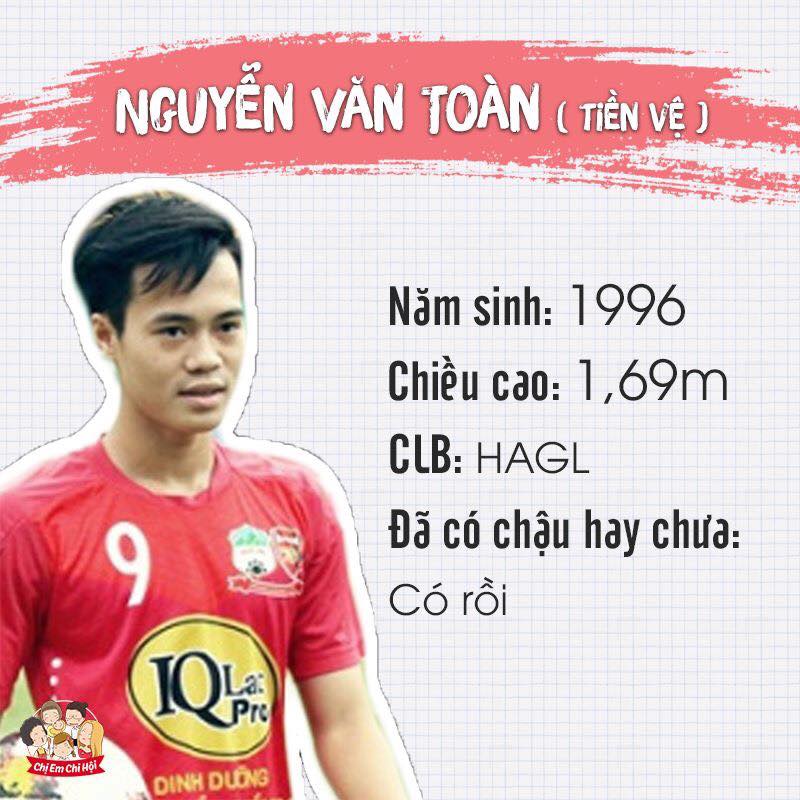 NGUYỄN VĂN TOÀN ( TIỀN VỆ )
Năm sinh: 1996
Chiều cao: 1,69m
CLB: HAGL
Đã có chậu hay chưa:
Có rồi
9
IQ Lac
Pro
DINH DƯỠNG
Chị Em Chi Hội